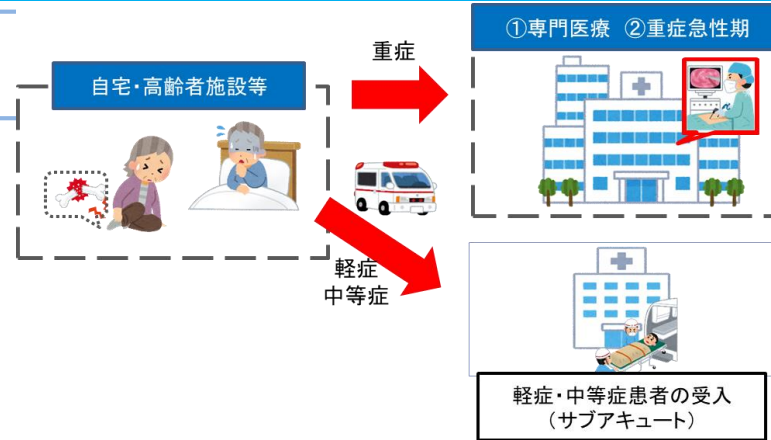 ①専門医療 ②重症急性期
重症
自宅・高齢者施設等
軽症
中等症
軽症・中等症患者の受入
(サブアキュート)